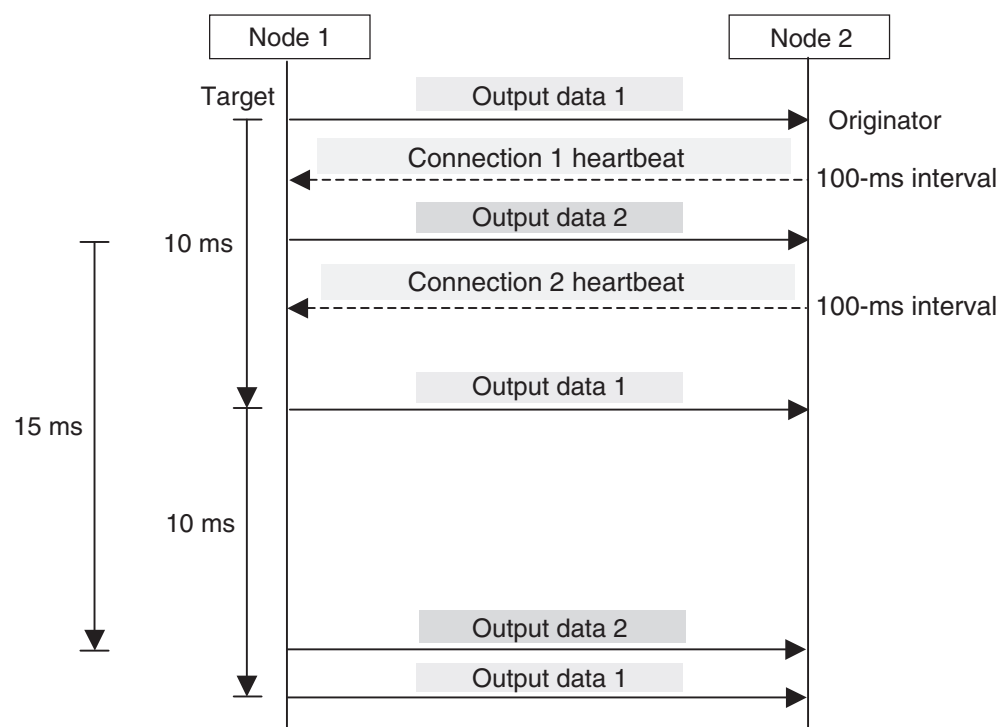 Node 1
Node 2
Target
Output data 1
Originator
Connection 1 heartbeat
100-ms interval
Output data 2
10 ms
Connection 2 heartbeat
100-ms interval
Output data 1
15 ms
10 ms
Output data 2
Output data 1